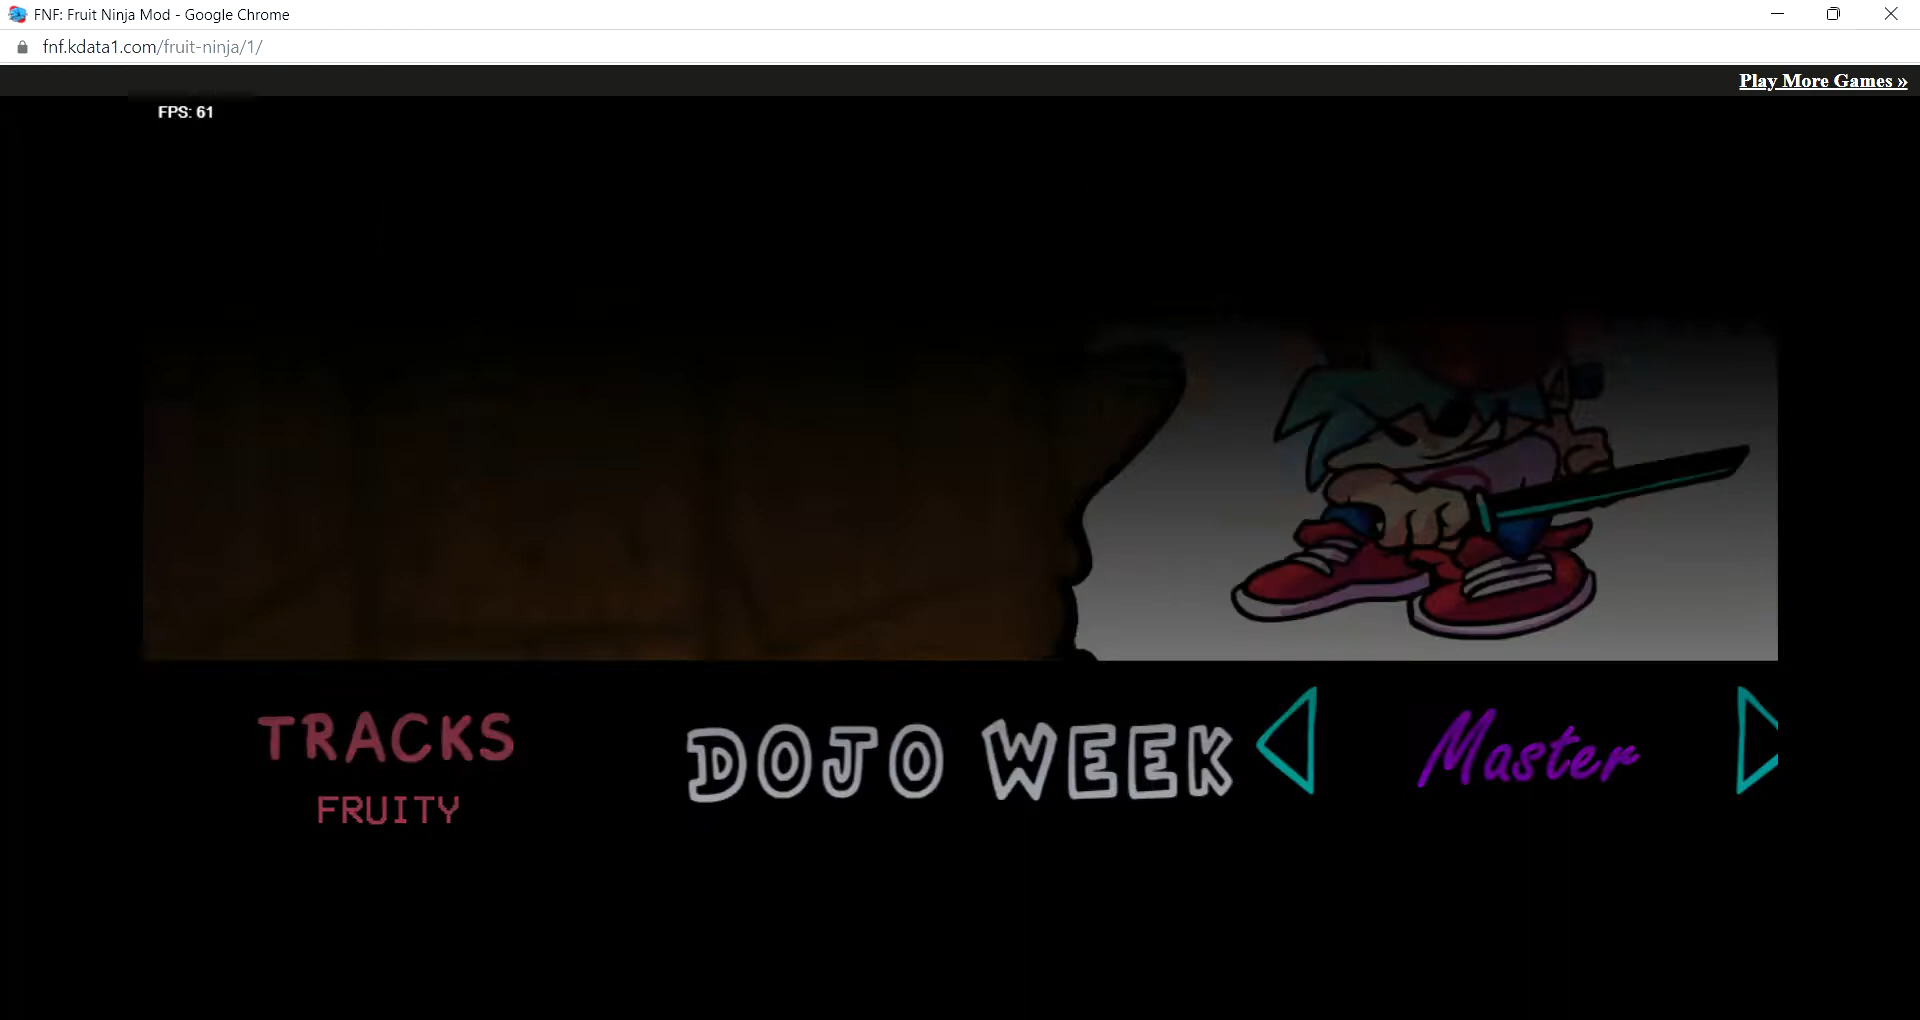 FNF: Fruit Ninja Mod - Google Chrome
fnf.kdata1.com/fruit-ninja/1/
Play More Games »
FPS: 61
TRACKS
FRUITY
DOJO WEEK
Master